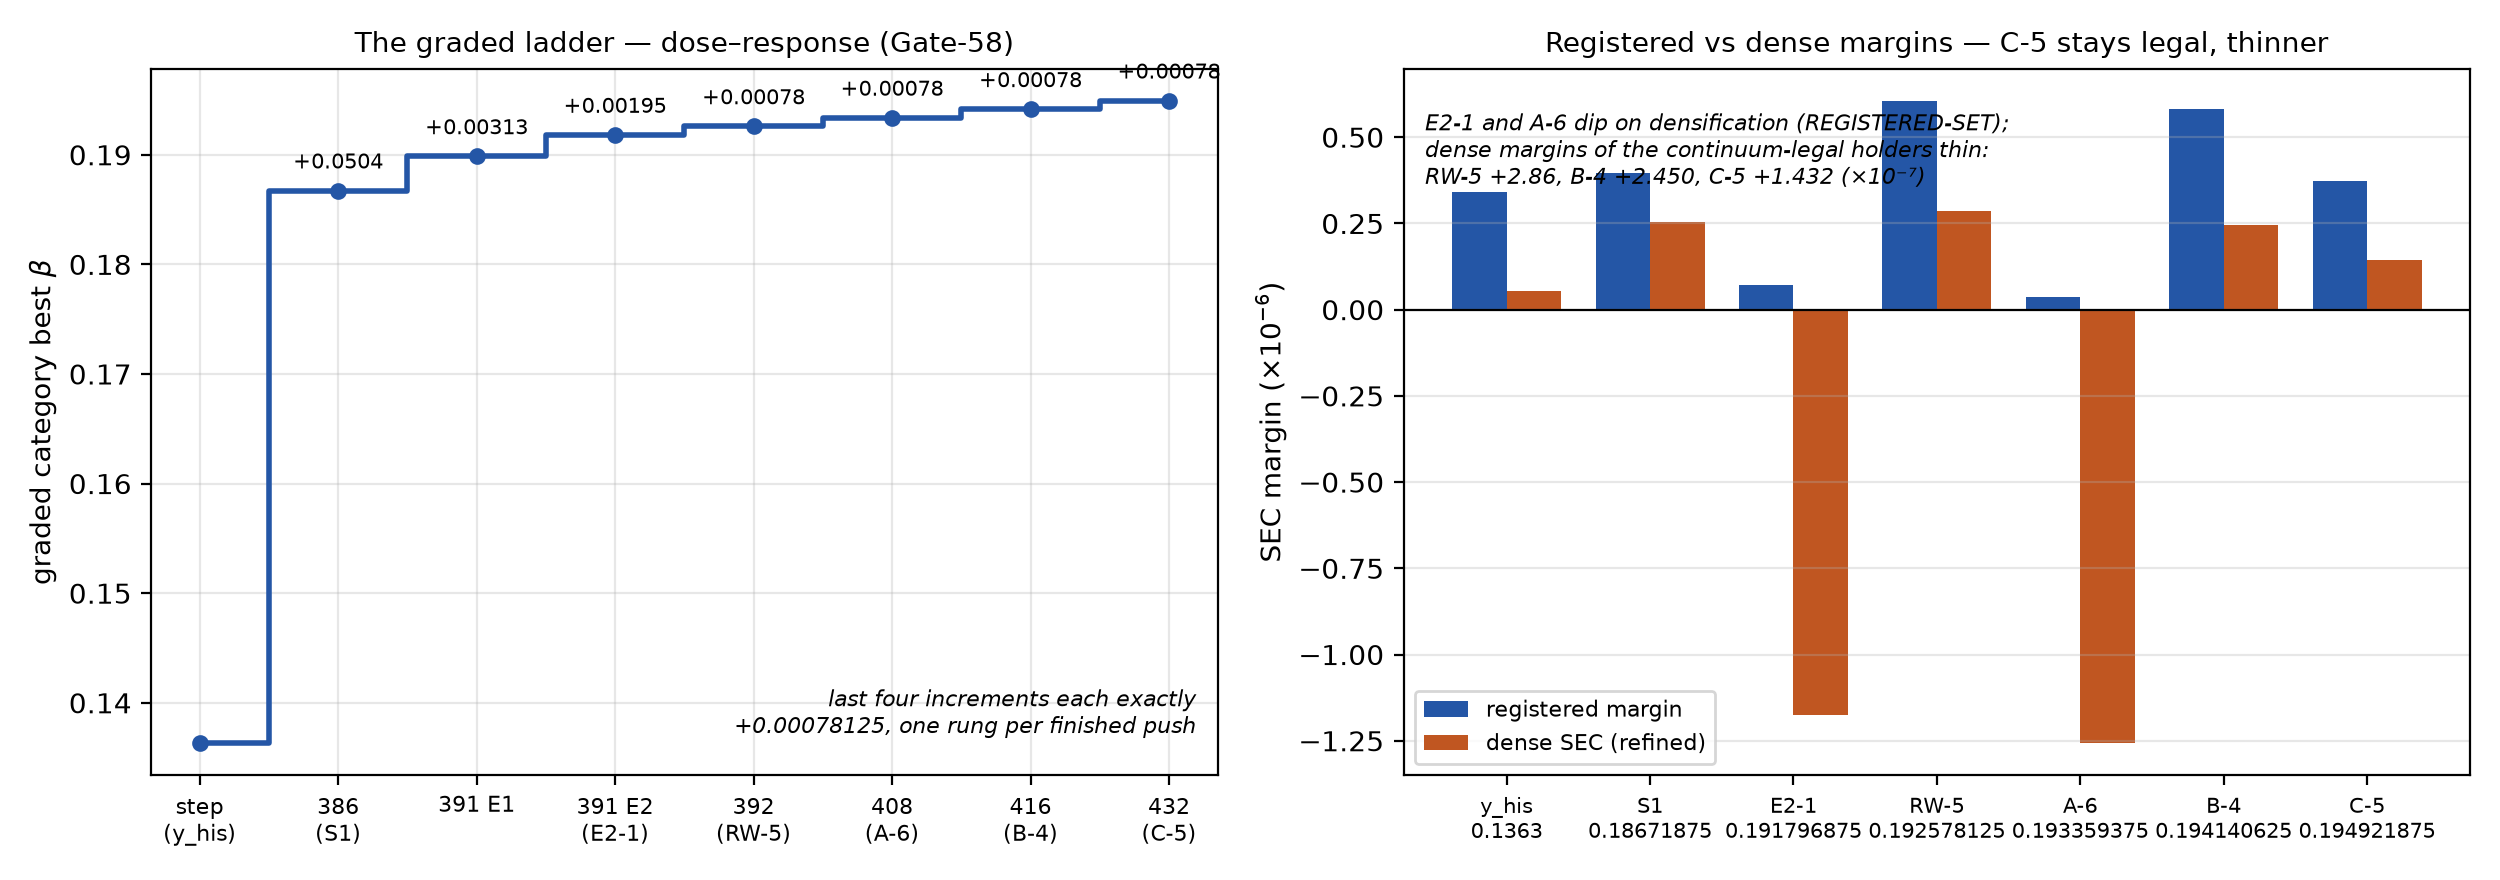 The graded ladder — dose–response (Gate-58)
graded category best β
0.19
0.18
0.17
0.16
0.15
0.14
+0.0504
+0.00313
+0.00195
+0.00078
+0.00078
+0.00078
+0.00078
last four increments each exactly
+0.00078125, one rung per finished push
step
(y_his)
386
(S1)
391 E1
391 E2
(E2-1)
392
(RW-5)
408
(A-6)
416
(B-4)
432
(C-5)
Registered vs dense margins — C-5 stays legal, thinner
SEC margin (×10⁻⁶)
0.50
0.25
0.00
−0.25
−0.50
−0.75
−1.00
−1.25
E2-1 and A-6 dip on densification (REGISTERED-SET);
dense margins of the continuum-legal holders thin:
RW-5 +2.86, B-4 +2.450, C-5 +1.432 (×10⁻⁷)
registered margin
dense SEC (refined)
y_his
0.1363
S1
0.18671875
E2-1
0.191796875
RW-5
0.192578125
A-6
0.193359375
B-4
0.194140625
C-5
0.194921875